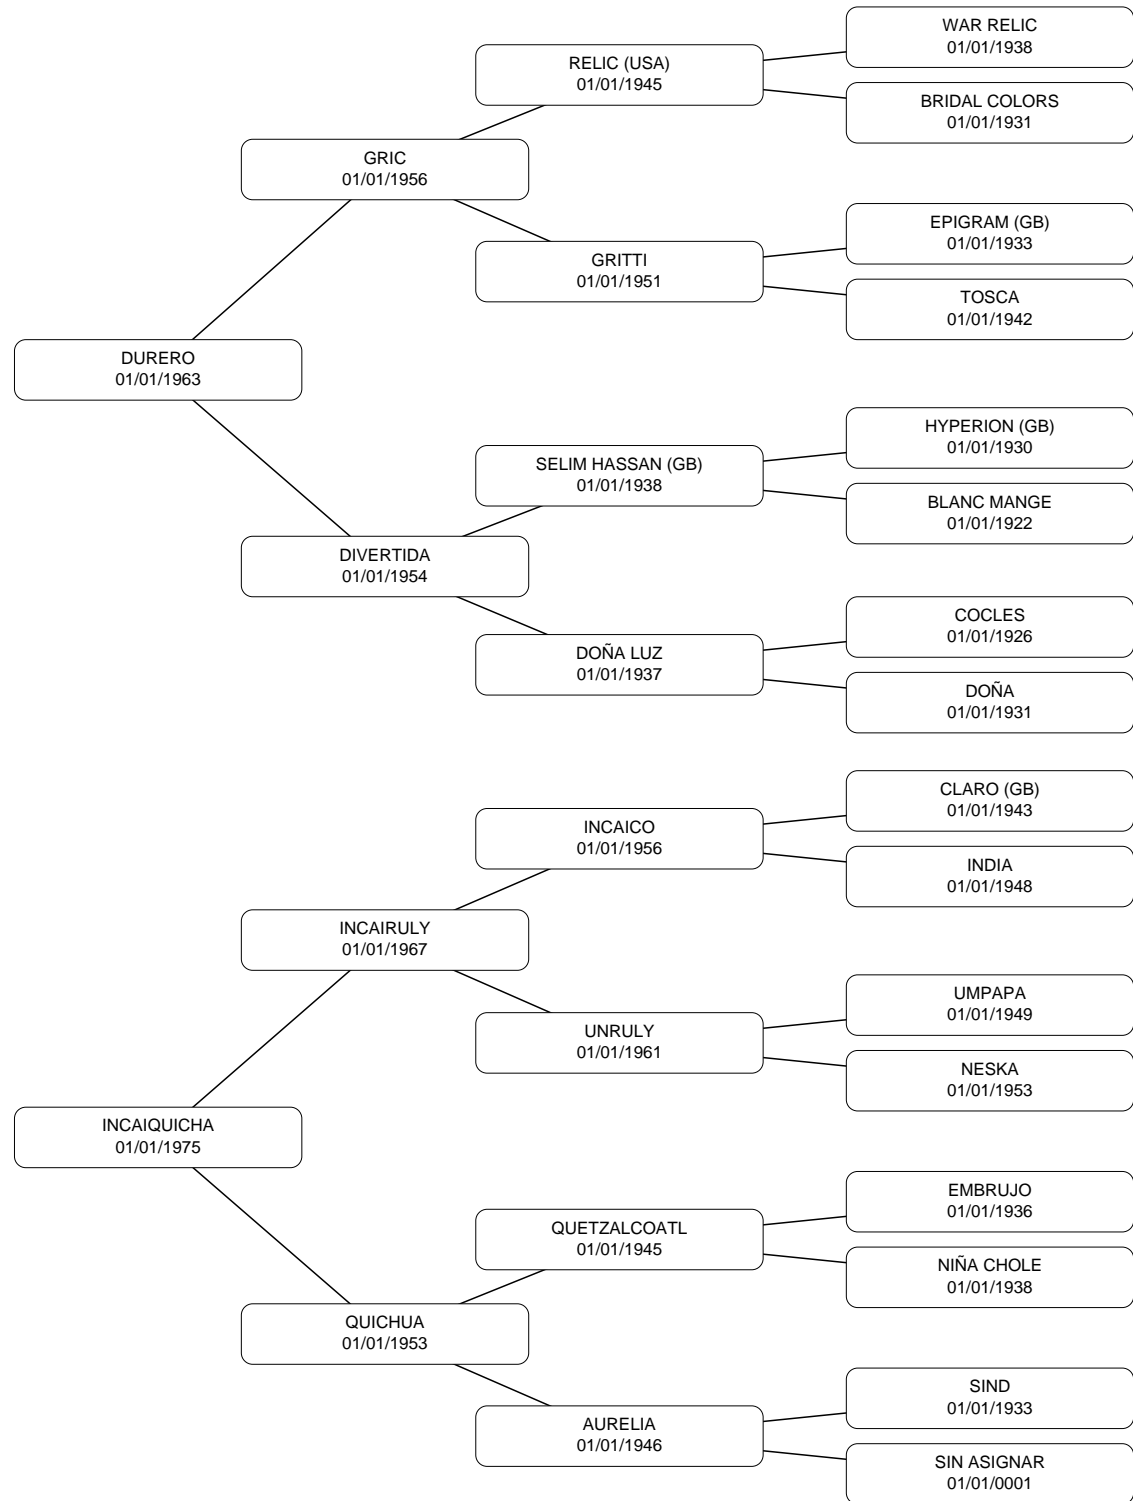 WAR RELIC
01/01/1938
RELIC (USA)
01/01/1945
BRIDAL COLORS
01/01/1931
GRIC
01/01/1956
EPIGRAM (GB)
01/01/1933
GRITTI
01/01/1951
TOSCA
01/01/1942
DURERO
01/01/1963
HYPERION (GB)
01/01/1930
SELIM HASSAN (GB)
01/01/1938
BLANC MANGE
01/01/1922
DIVERTIDA
01/01/1954
COCLES
01/01/1926
DOÑA LUZ
01/01/1937
DOÑA
01/01/1931
CLARO (GB)
01/01/1943
INCAICO
01/01/1956
INDIA
01/01/1948
INCAIRULY
01/01/1967
UMPAPA
01/01/1949
UNRULY
01/01/1961
NESKA
01/01/1953
INCAIQUICHA
01/01/1975
EMBRUJO
01/01/1936
QUETZALCOATL
01/01/1945
NIÑA CHOLE
01/01/1938
QUICHUA
01/01/1953
SIND
01/01/1933
AURELIA
01/01/1946
SIN ASIGNAR
01/01/0001